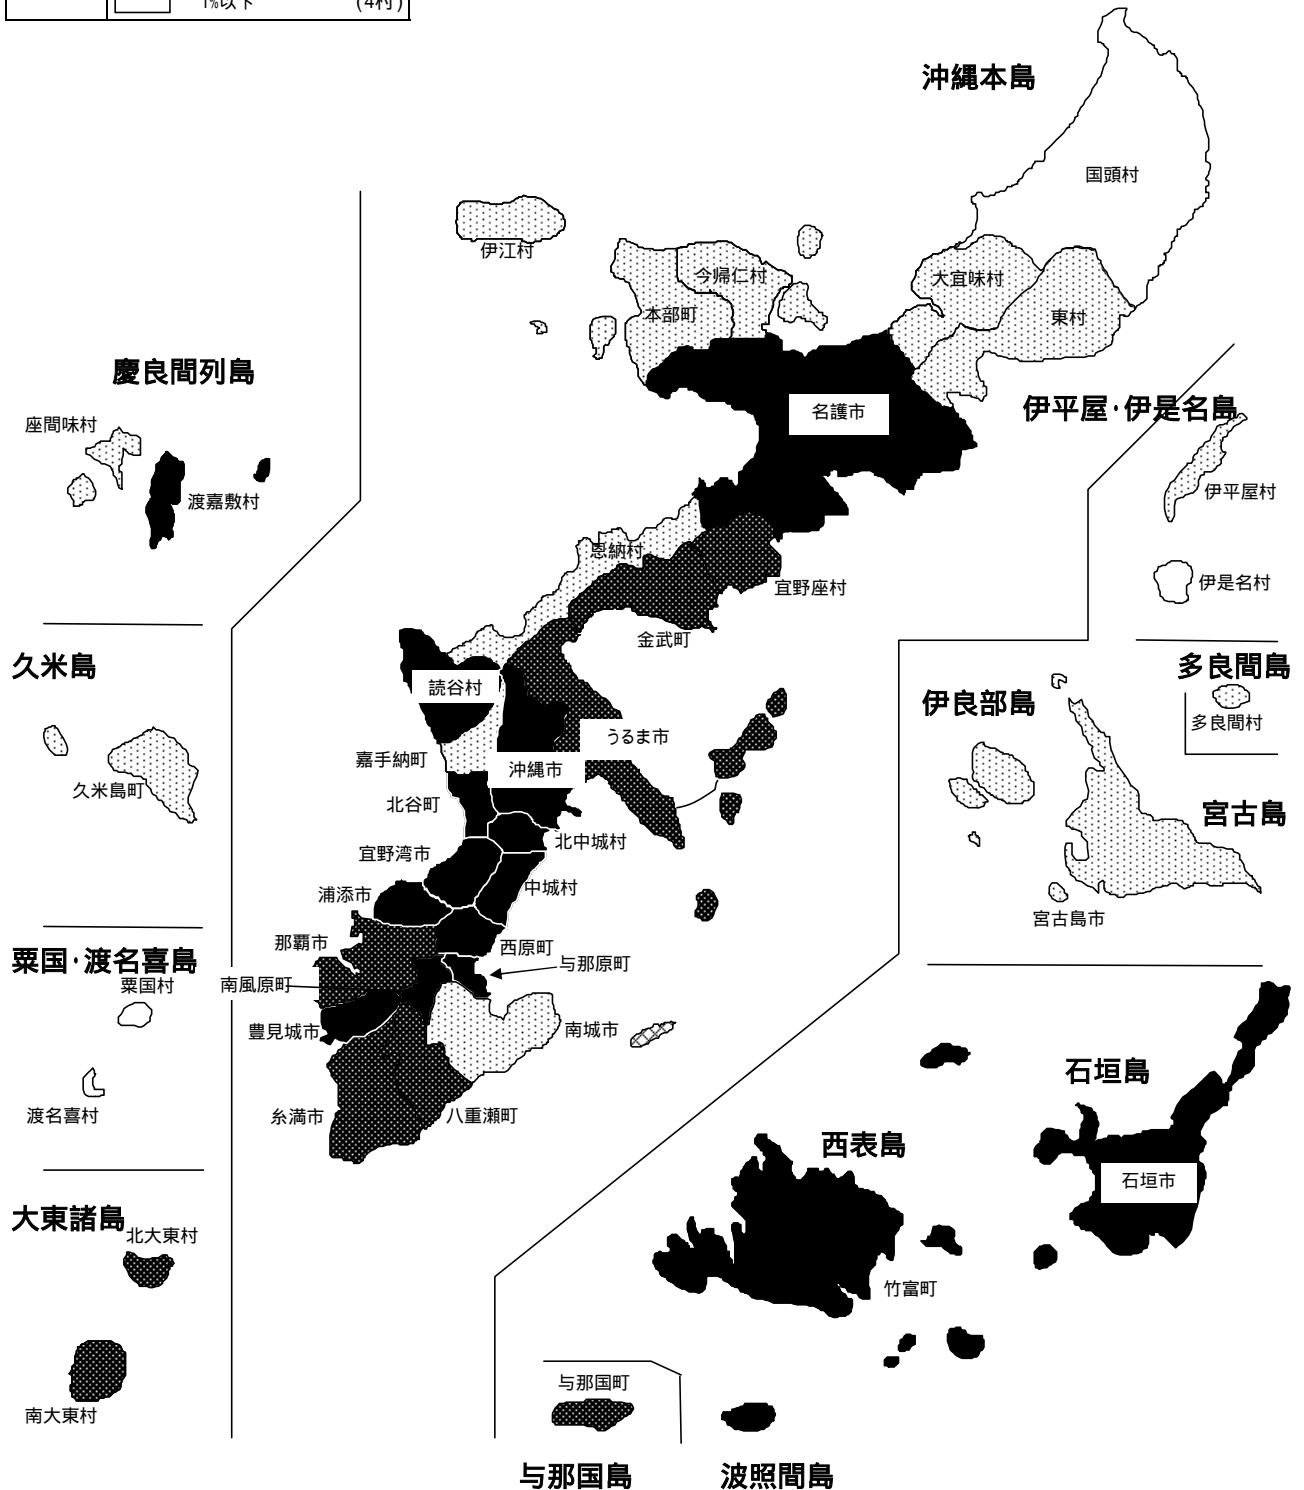 1%以下 (4村)
沖縄本島
国頭村
伊江村
今帰仁村
大宜味村
本部町
東村
慶良間列島
名護市
伊平屋・伊是名島
座間味村
渡嘉敷村
伊平屋村
恩納村
宜野座村
伊是名村
金武町
久米島
読谷村
伊良部島
多良間島
多良間村
うるま市
嘉手納町
沖縄市
久米島町
北谷町
宮古島
北中城村
宜野湾市
中城村
浦添市
宮古島市
那覇市
西原町
粟国・渡名喜島
与那原町
粟国村
南風原町
豊見城市
南城市
石垣島
渡名喜村
糸満市
八重瀬町
西表島
石垣市
大東諸島
北大東村
竹富町
与那国町
南大東村
与那国島
波照間島